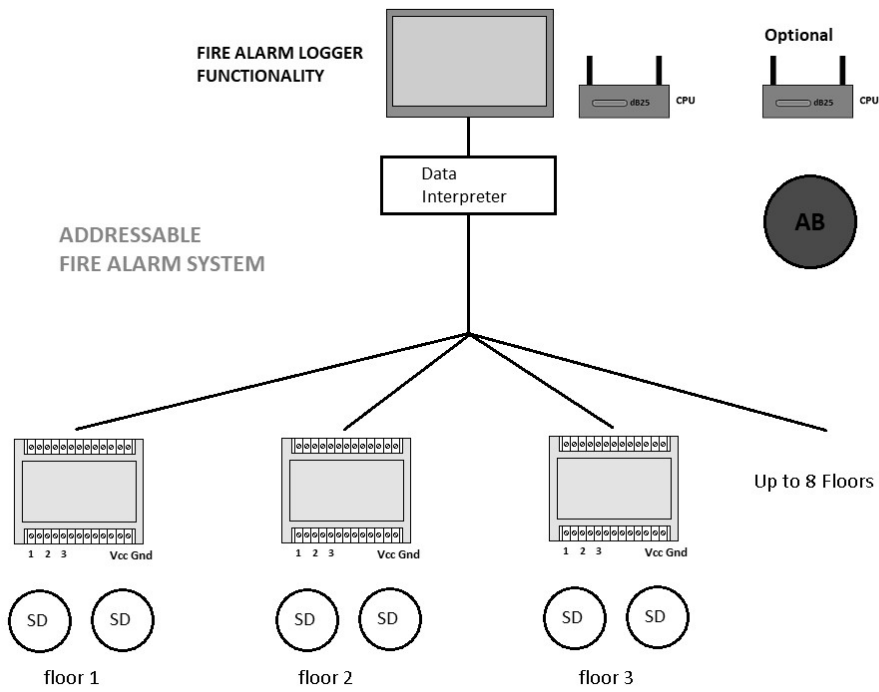 FIRE ALARM LOGGER
FUNCTIONALITY
Optional
dB25
CPU
dB25
CPU
Data
Interpreter
AB
ADDRESSABLE
FIRE ALARM SYSTEM
Up to 8 Floors
1 2 3 Vcc Gnd
1 2 3 Vcc Gnd
1 2 3 Vcc Gnd
SD SD
SD SD
SD SD
floor 1
floor 2
floor 3